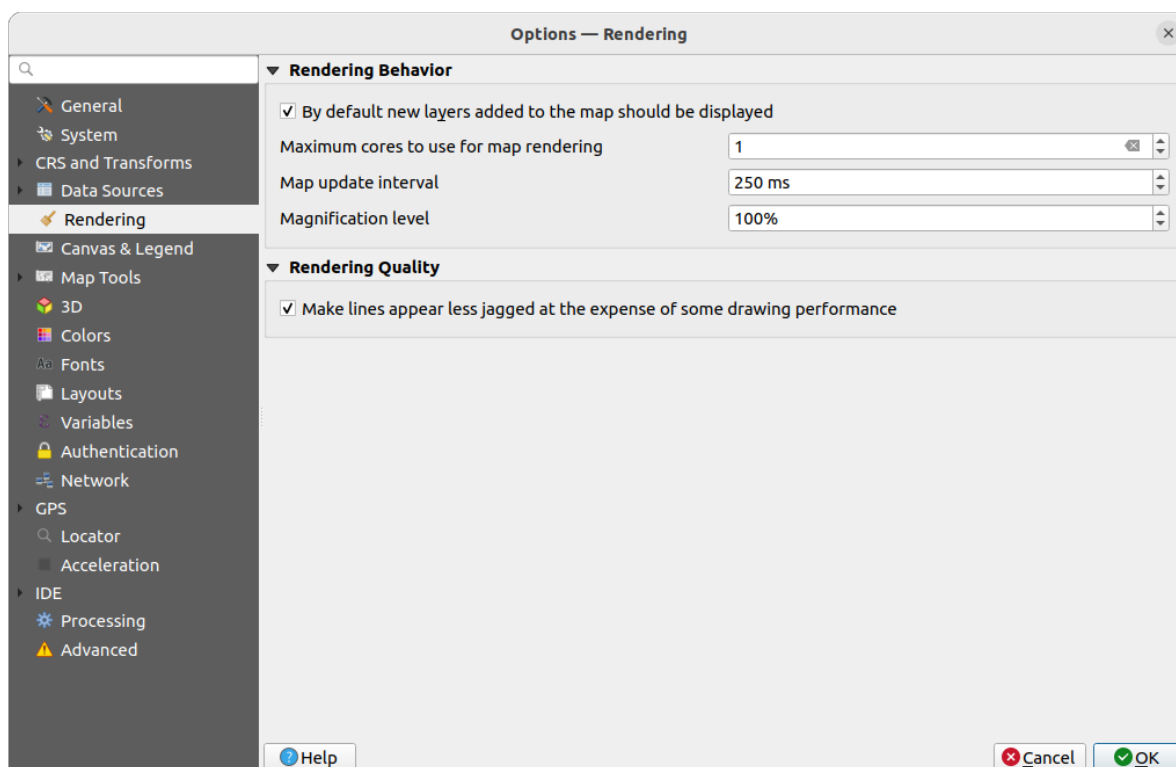 Options — Rendering
General
System
CRS and Transforms
Data Sources
Rendering
Canvas & Legend
Map Tools
3D
Colors
Aa Fonts
Layouts
Variables
Authentication
Network
GPS
Locator
Acceleration
IDE
Processing
Advanced
Rendering Behavior
By default new layers added to the map should be displayed
Maximum cores to use for map rendering 1
Map update interval 250 ms
Magnification level 100%
Rendering Quality
Make lines appear less jagged at the expense of some drawing performance
? Help
Cancel
OK